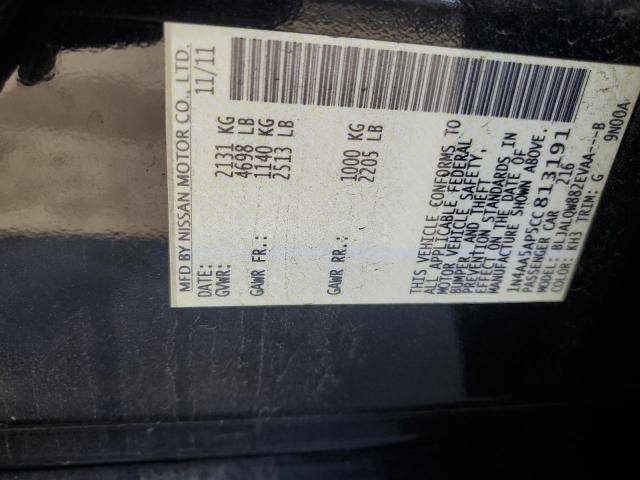 MFD BY NISSAN MOTOR CO., LTD.
DATE: 11/11
GVWR: 2131 KG
4698 LB
GAWR FR.: 1140 KG
2513 LB
GAWR RR.: 1000 KG
2205 LB
THIS VEHICLE CONFORMS TO
ALL APPLICABLE FEDERAL
MOTOR VEHICLE SAFETY,
BUMPER, AND THEFT
PREVENTION STANDARDS IN
EFFECT ON THE DATE OF
MANUFACTURE SHOWN ABOVE.
1N4AA5AP5CC813191
PASSENGER CAR 216
MODEL: BLJALQW882EVAA---B
COLOR: KH3 TRIM: G 9N00A